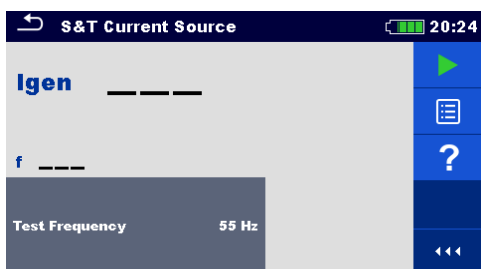 S&T Current Source 20:24
Igen ___
?
f ___
Test Frequency 55 Hz